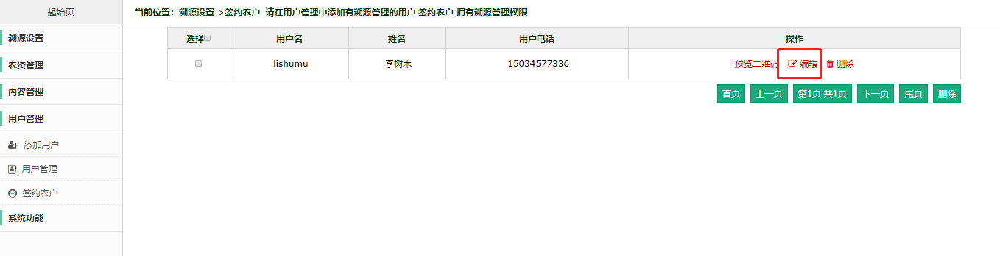 起始页
当前位置：溯源设置->签约农户 请在用户管理中添加有溯源管理的用户 签约农户 拥有溯源管理权限
溯源设置
农资管理
内容管理
用户管理
添加用户
用户管理
签约农户
系统功能
选择 用户名 姓名 用户电话 操作
lishumu 李树木 15034577336 预览二维码 编辑 删除
首页 上一页 第1页 共1页 下一页 尾页 删除